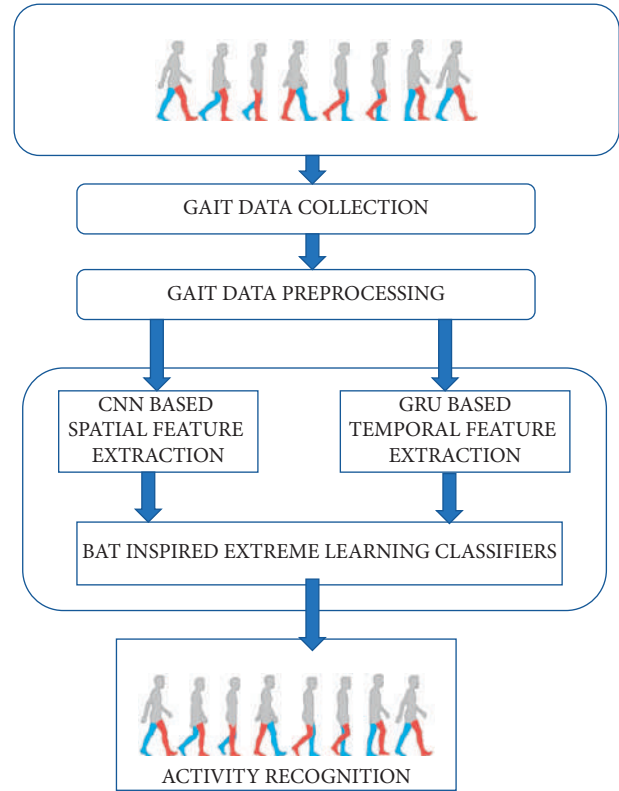 GAIT DATA COLLECTION
GAIT DATA PREPROCESSING
CNN BASED
SPATIAL FEATURE
EXTRACTION
GRU BASED
TEMPORAL FEATURE
EXTRACTION
BAT INSPIRED EXTREME LEARNING CLASSIFIERS
ACTIVITY RECOGNITION